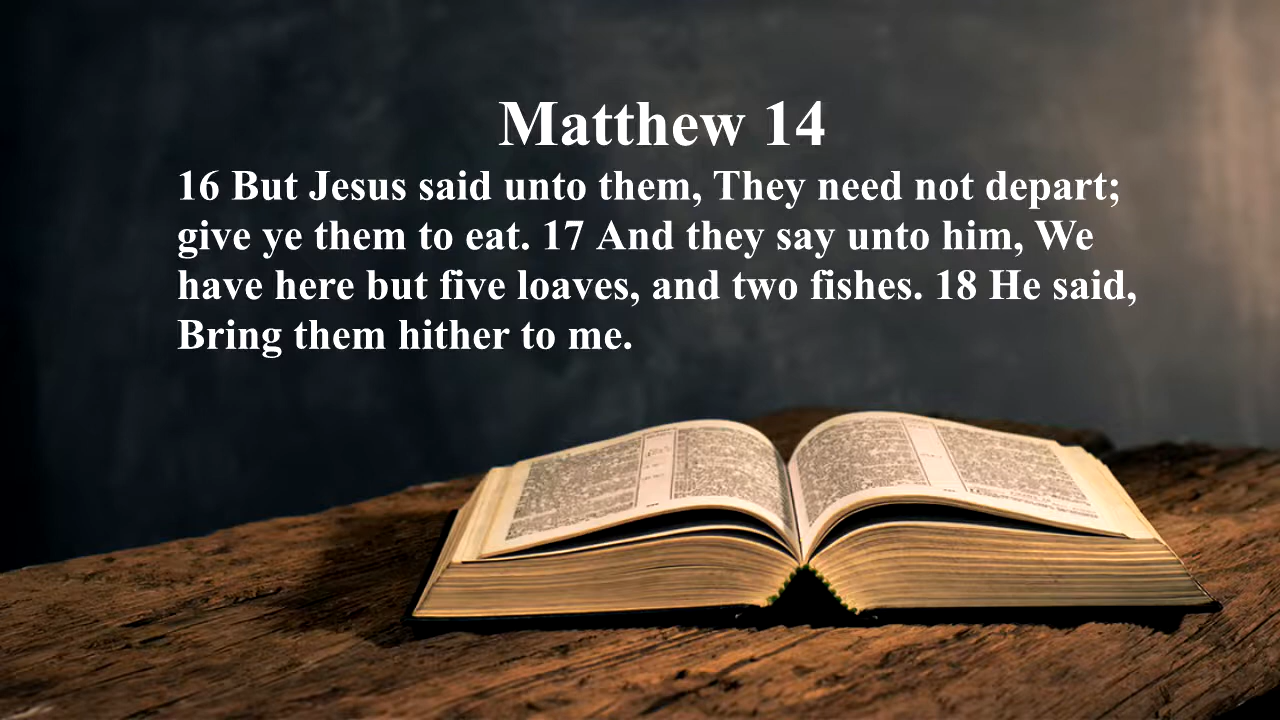 Matthew 14
16 But Jesus said unto them, They need not depart;
give ye them to eat. 17 And they say unto him, We
have here but five loaves, and two fishes. 18 He said,
Bring them hither to me.